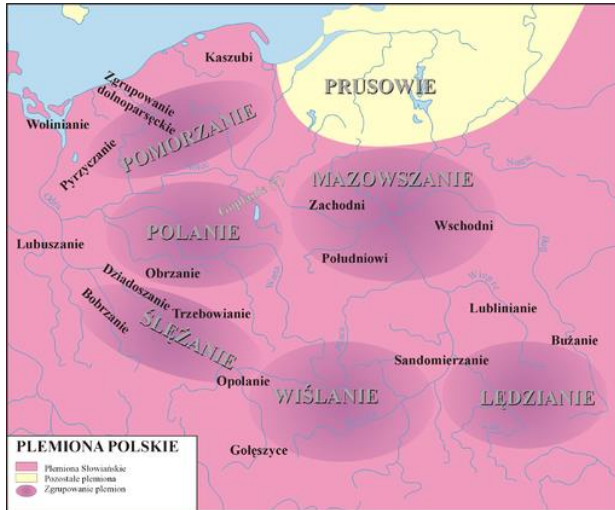 Kaszubi
Zgrupowanie
dolnoparsęckie
PRUSOWIE
Wolinianie
POMORZANIE
Pyrzyczanie
MAZOWSZANIE
Zachodni
Wschodni
POLANIE
Lubuszanie
Południowi
Obrzanie
Dziadoszanie
Bobrzanie
Trzebowianie
Lublinianie
ŚLĘŻANIE
Bużanie
Sandomierzanie
Opolanie
WIŚLANIE
LĘDZIANIE
Golęszyce
PLEMIONA POLSKIE
Plemiona Słowiańskie
Pozostałe plemiona
Zgrupowanie plemion